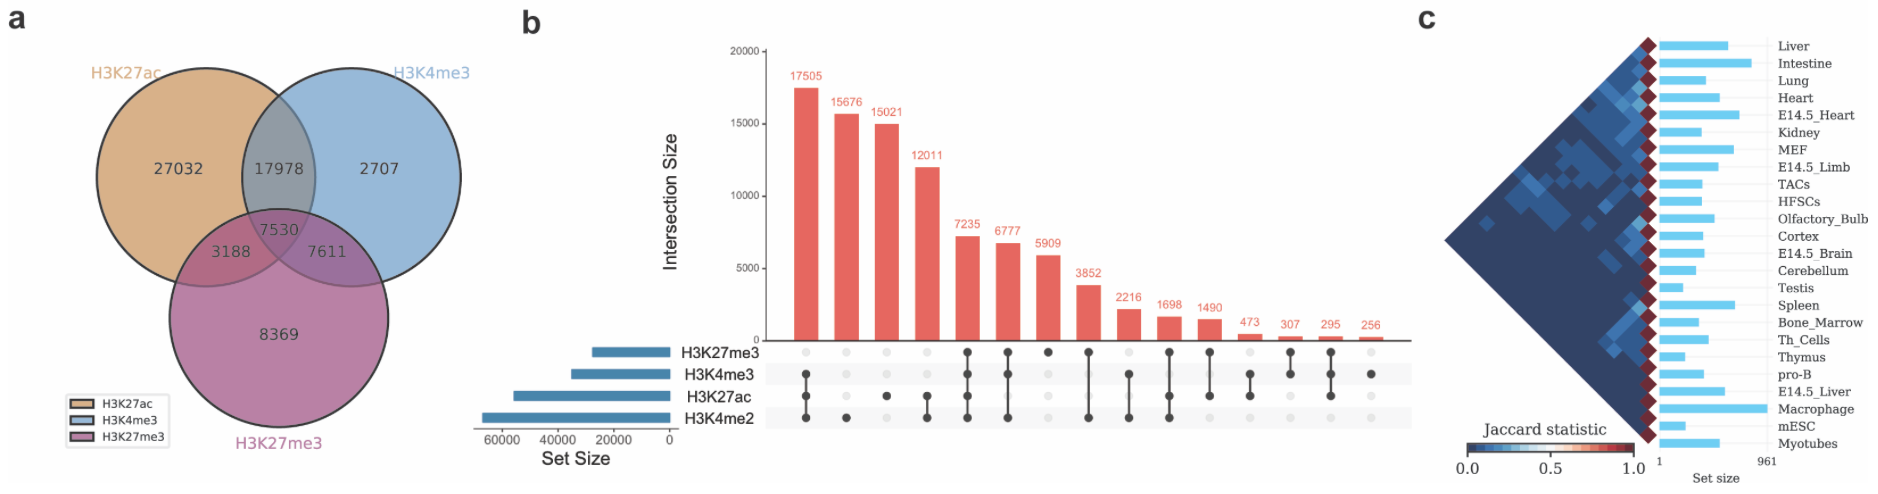 a
H3K27ac
H3K4me3
27032
17978
2707
7530
3188
7611
8369
H3K27ac
H3K4me3
H3K27me3
H3K27me3
b
Intersection Size
20000
15000
10000
5000
0
17505
15676
15021
12011
7235
6777
5909
3852
2216
1698
1490
473
307
295
256
H3K27me3
H3K4me3
H3K27ac
H3K4me2
60000 40000 20000 0
Set Size
c
Liver
Intestine
Lung
Heart
E14.5_Heart
Kidney
MEF
E14.5_Limb
TACs
HFSCs
Olfactory_Bulb
Cortex
E14.5_Brain
Cerebellum
Testis
Spleen
Bone_Marrow
Th_Cells
Thymus
pro-B
E14.5_Liver
Macrophage
mESC
Myotubes
Jaccard statistic
0.0 0.5 1.0
1 961
Set size